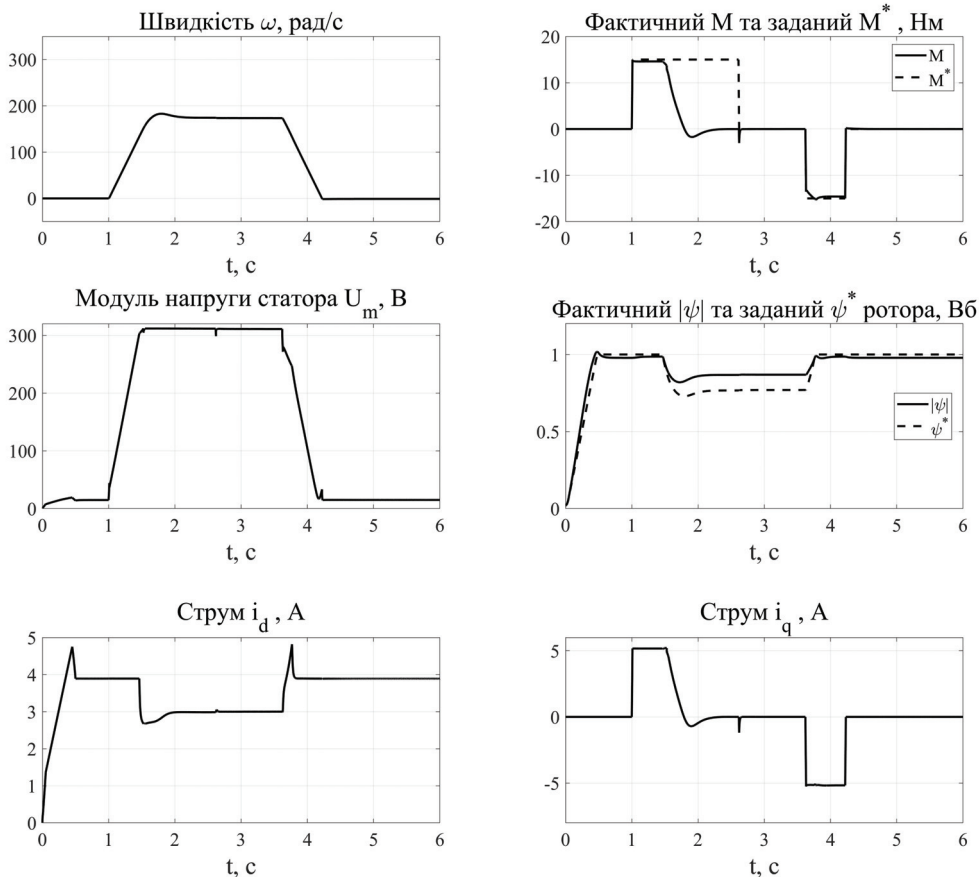 Швидкість ω, рад/с
300
200
100
0
0 1 2 3 4 5 6
t, с
Фактичний M та заданий M* , Нм
20
10
0
-10
-20
M
M*
0 1 2 3 4 5 6
t, с
Модуль напруги статора U_m, В
300
200
100
0
0 1 2 3 4 5 6
t, с
Фактичний |ψ| та заданий ψ* ротора, Вб
1
0.5
0
|ψ|
ψ*
0 1 2 3 4 5 6
t, с
Струм i_d , А
5
4
3
2
1
0
0 1 2 3 4 5 6
t, с
Струм i_q , А
5
0
-5
0 1 2 3 4 5 6
t, с